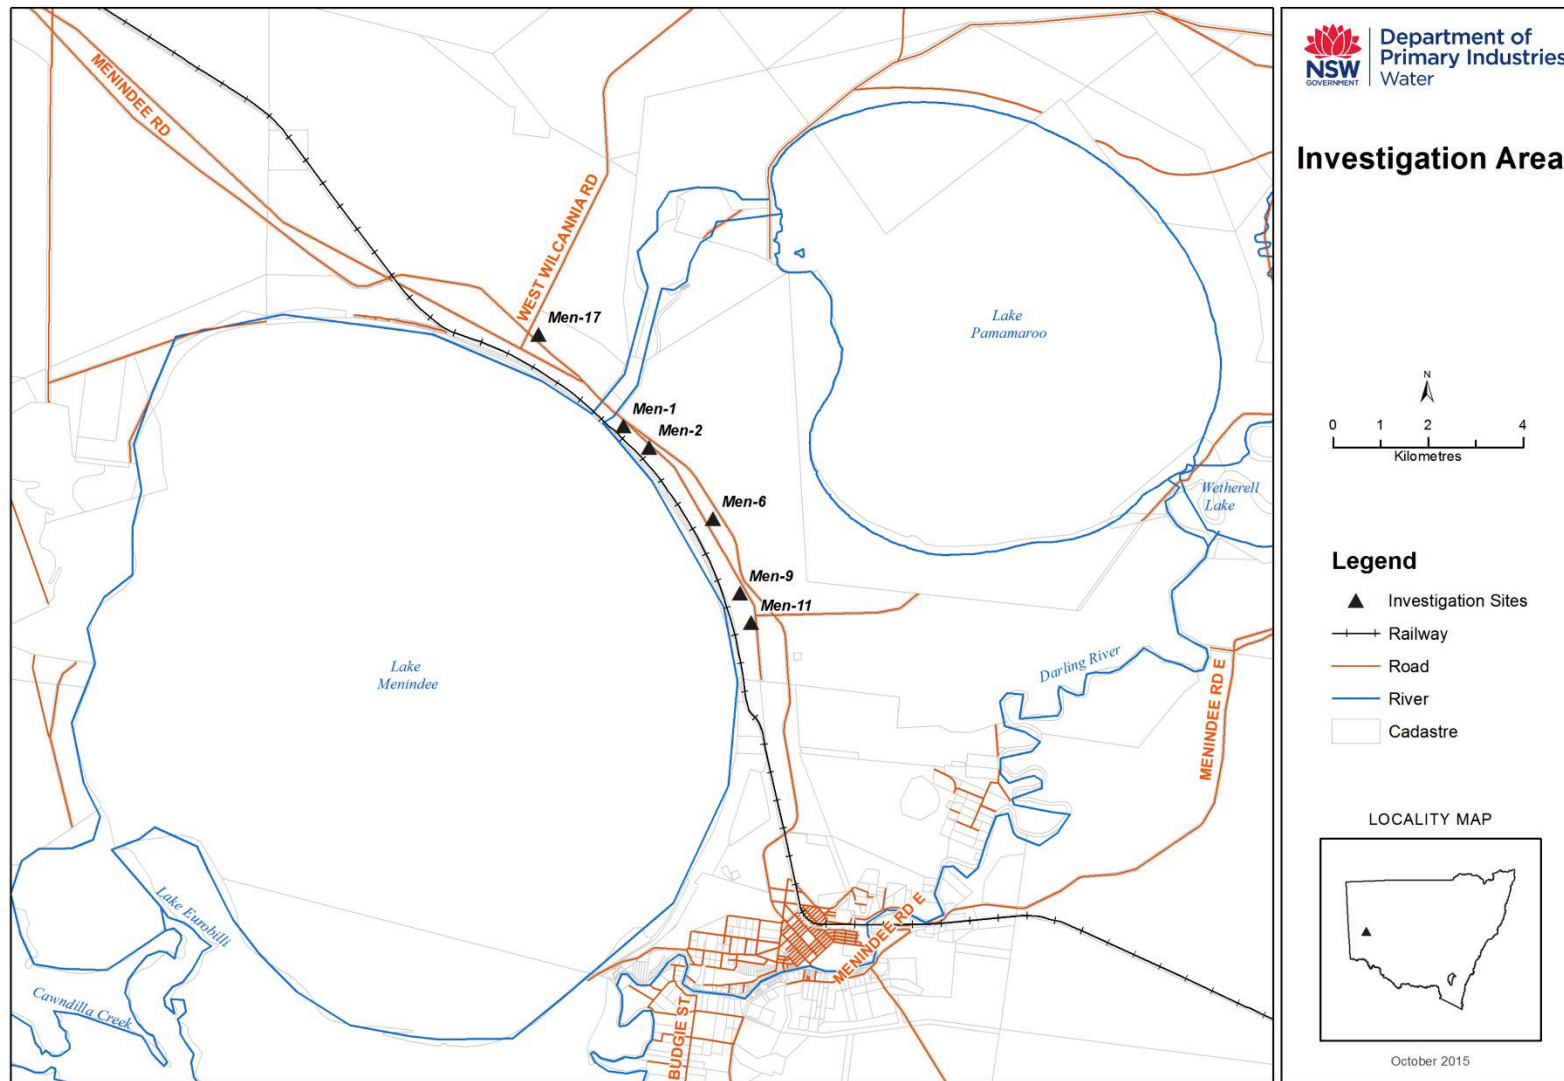 MENINDEE RD
WEST WILCANNIA RD
Men-17
Men-1
Men-2
Men-6
Men-9
Men-11
Lake
Pamamaroo
Wetherell
Lake
Lake
Menindee
Darling River
MENINDEE RD E
Lake Eurobilli
Cawndilla Creek
MENINDEE RD E
BUDGIE ST
NSW
GOVERNMENT
Department of
Primary Industries
Water
Investigation Area
N
0 1 2 4
Kilometres
Legend
Investigation Sites
Railway
Road
River
Cadastre
LOCALITY MAP
October 2015